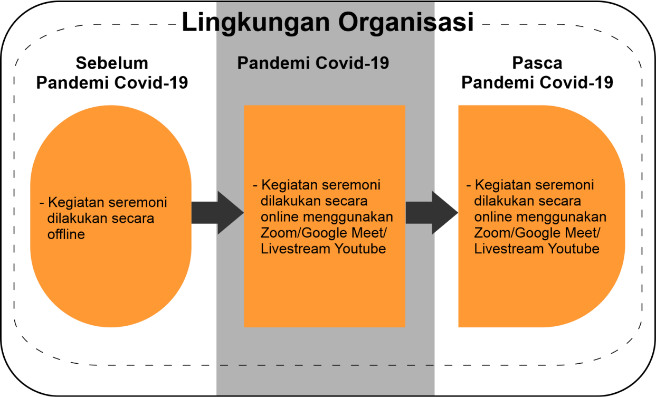 Lingkungan Organisasi
Sebelum
Pandemi Covid-19
Pandemi Covid-19
Pasca
Pandemi Covid-19
- Kegiatan seremoni
dilakukan secara
offline
- Kegiatan seremoni
dilakukan secara
online menggunakan
Zoom/Google Meet/
Livestream Youtube
- Kegiatan seremoni
dilakukan secara
online menggunakan
Zoom/Google Meet/
Livestream Youtube